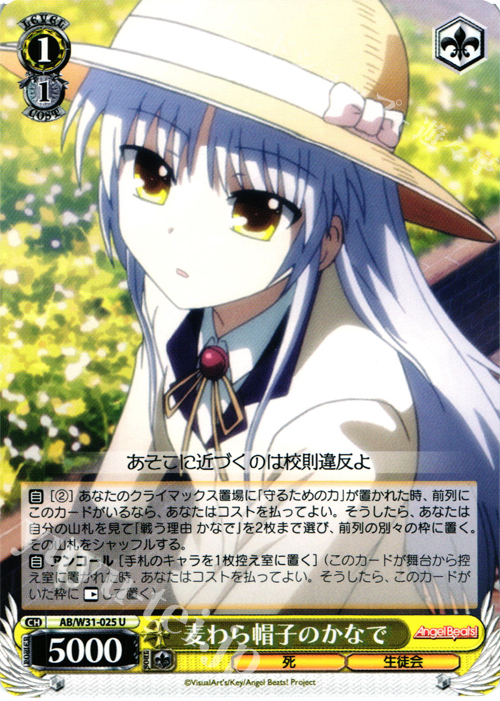 LEVEL
1
1
COST
あそこに近づくのは校則違反よ
自 [②] あなたのクライマックス置場に「守るための力」が置かれた時、前列に
このカードがいるなら、あなたはコストを払ってよい。そうしたら、あなたは
自分の山札を見て「戦う理由 かなで」を2枚まで選び、前列の別々の枠に置く。
その山札をシャッフルする。
自 アンコール [手札のキャラを1枚控え室に置く] (このカードが舞台から控
え室に置かれた時、あなたはコストを払ってよい。そうしたら、このカードが
いた枠に して置く)
CH AB/W31-025 U
麦わら帽子のかなで
Angel Beats!
POWER
5000
SOUL
死
生徒会
©VisualArt's/Key/Angel Beats! Project